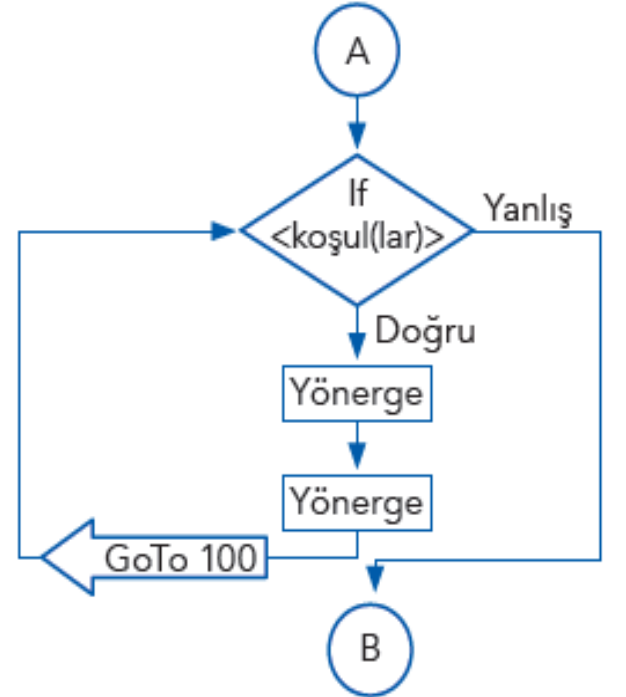 A
If
<koşul(lar)>
Yanlış
Doğru
Yönerge
Yönerge
GoTo 100
B